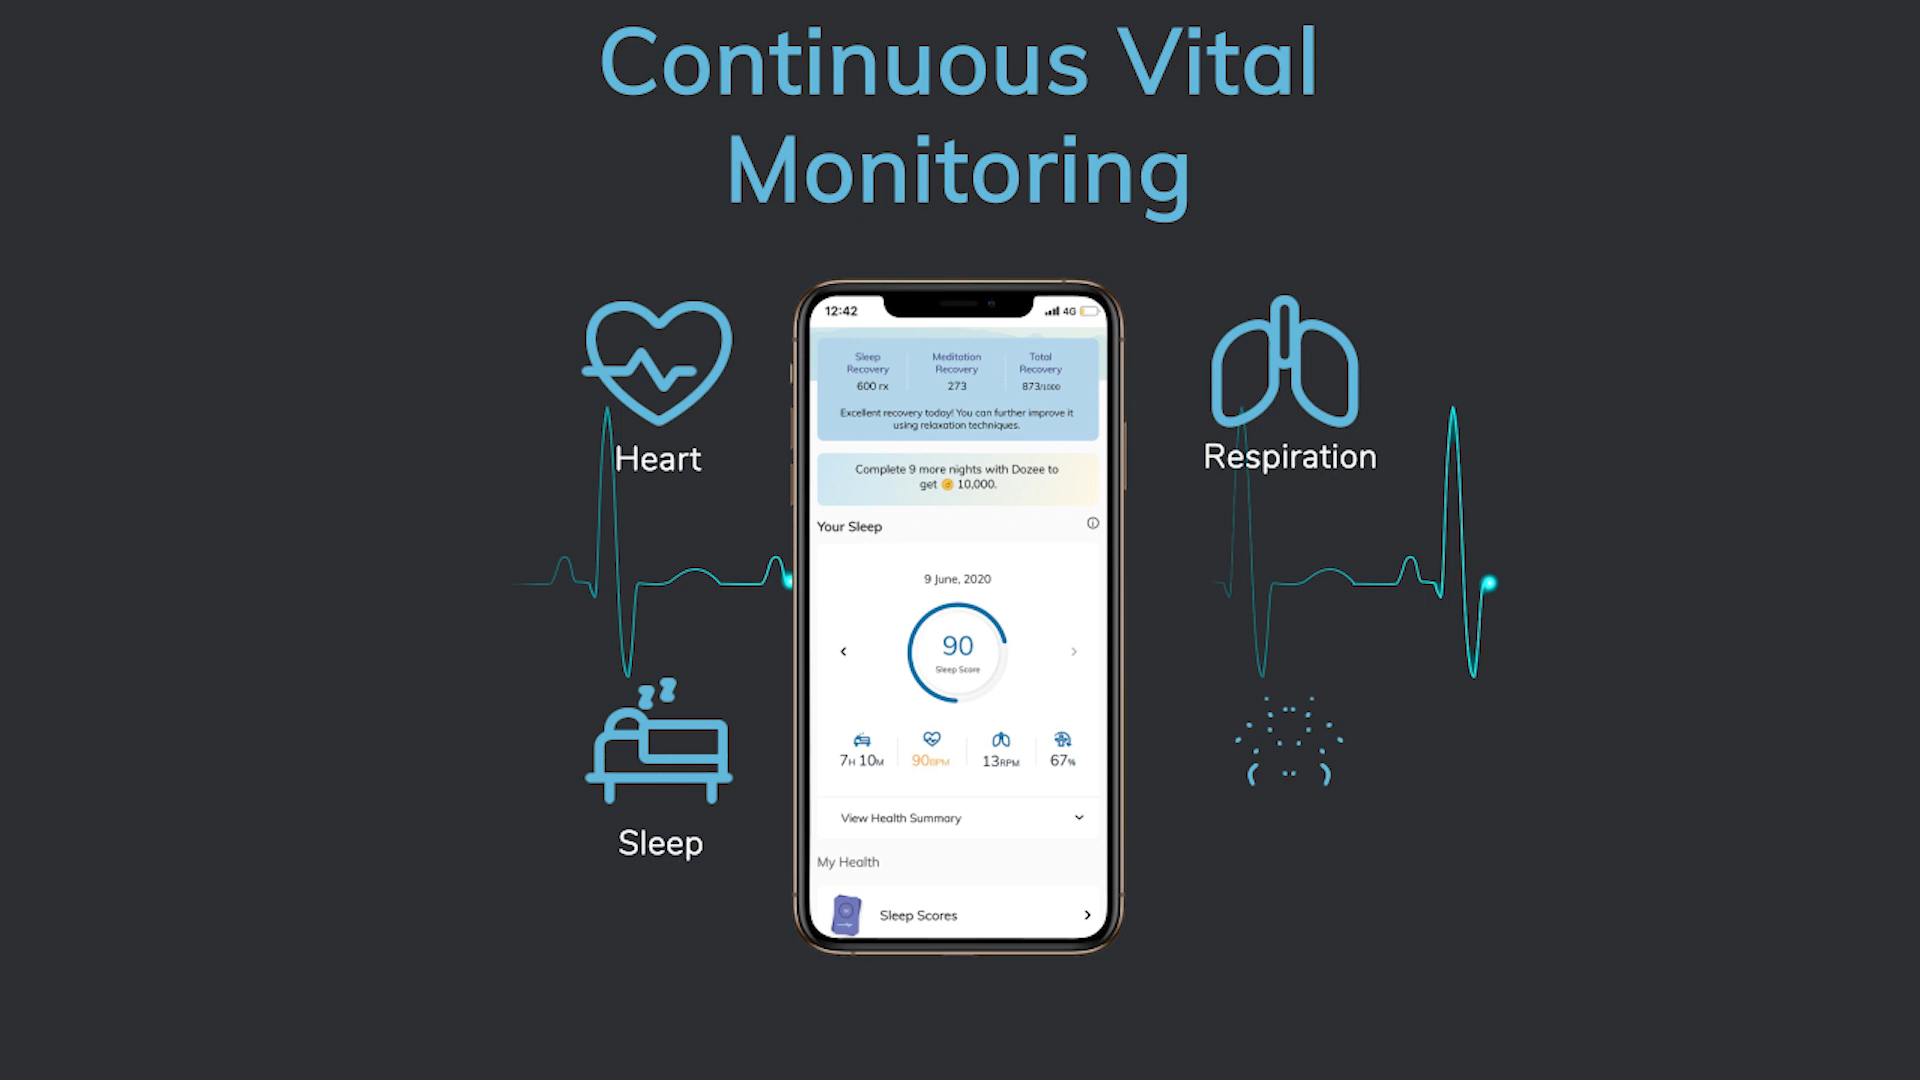 Continuous Vital
Monitoring
Heart
Respiration
Sleep
12:42
4G
Sleep Recovery
Meditation Recovery
Total Recovery
600 rx
273
873/1000
Excellent recovery today! You can further improve it
using relaxation techniques.
Complete 9 more nights with Dozee to
get 10,000.
Your Sleep
9 June, 2020
90
Sleep Score
7H 10M
90BPM
13RPM
67%
View Health Summary
My Health
Sleep Scores